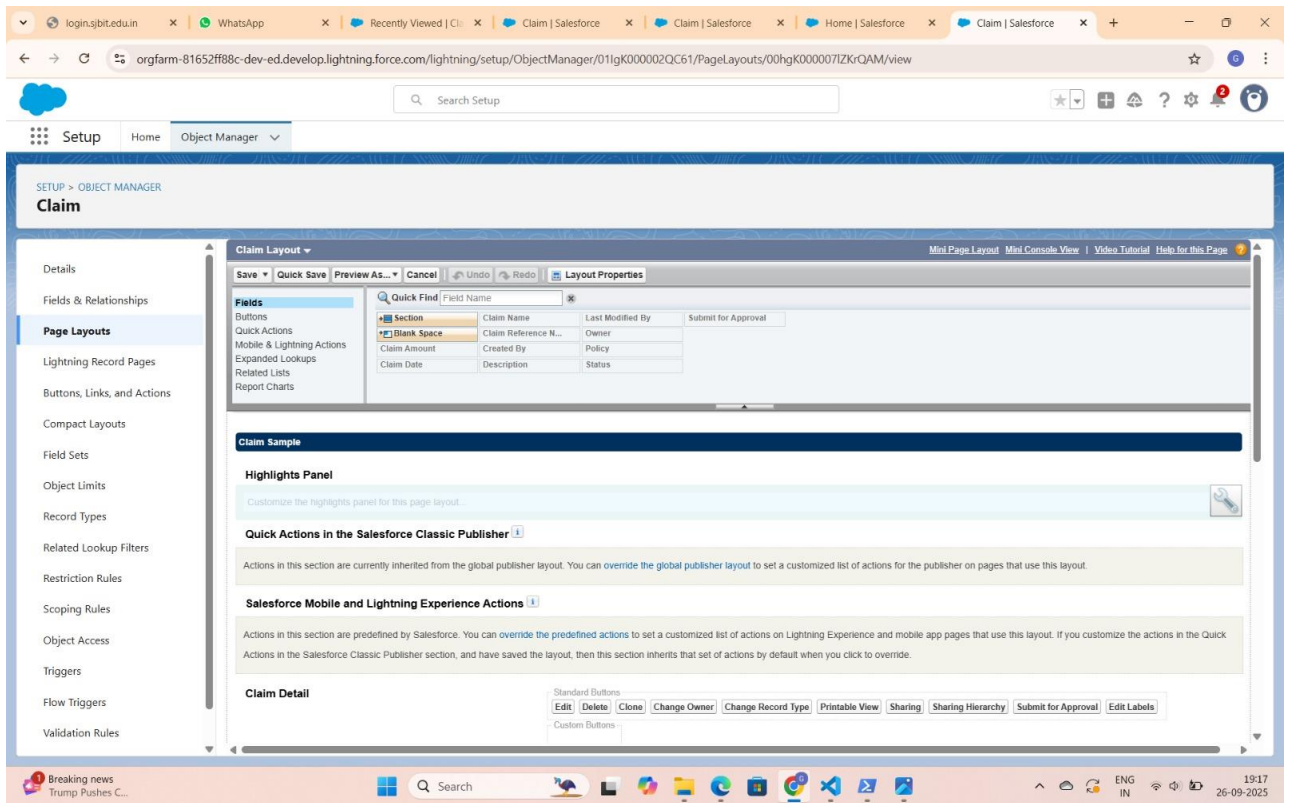 login.sjbit.edu.in WhatsApp Recently Viewed | Cla Claim | Salesforce Claim | Salesforce Home | Salesforce Claim | Salesforce
orgfarm-81652ff88c-dev-ed.develop.lightning.force.com/lightning/setup/ObjectManager/01IgK000002QC61/PageLayouts/00hgK000007lZKrQAM/view
G
Search Setup
2
Setup Home Object Manager
SETUP > OBJECT MANAGER
Claim
Details
Fields & Relationships
Page Layouts
Lightning Record Pages
Buttons, Links, and Actions
Compact Layouts
Field Sets
Object Limits
Record Types
Related Lookup Filters
Restriction Rules
Scoping Rules
Object Access
Triggers
Flow Triggers
Validation Rules
Claim Layout
Mini Page Layout Mini Console View | Video Tutorial Help for this Page
Save Quick Save Preview As... Cancel Undo Redo Layout Properties
Fields
Buttons
Quick Actions
Mobile & Lightning Actions
Expanded Lookups
Related Lists
Report Charts
Quick Find Field Name
Section Claim Name Last Modified By Submit for Approval
Blank Space Claim Reference N... Owner
Claim Amount Created By Policy
Claim Date Description Status
Claim Sample
Highlights Panel
Customize the highlights panel for this page layout...
Quick Actions in the Salesforce Classic Publisher i
Actions in this section are currently inherited from the global publisher layout. You can override the global publisher layout to set a customized list of actions for the publisher on pages that use this layout.
Salesforce Mobile and Lightning Experience Actions i
Actions in this section are predefined by Salesforce. You can override the predefined actions to set a customized list of actions on Lightning Experience and mobile app pages that use this layout. If you customize the actions in the Quick
Actions in the Salesforce Classic Publisher section, and have saved the layout, then this section inherits that set of actions by default when you click to override.
Claim Detail
Standard Buttons
Edit Delete Clone Change Owner Change Record Type Printable View Sharing Sharing Hierarchy Submit for Approval Edit Labels
Custom Buttons
1
Breaking news
Trump Pushes C...
Search
ENG
IN
19:17
26-09-2025